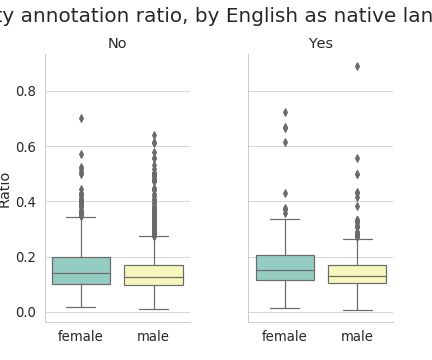 ty annotation ratio, by English as native lan
No
Yes
Ratio
0.8
0.6
0.4
0.2
0.0
female
male
female
male